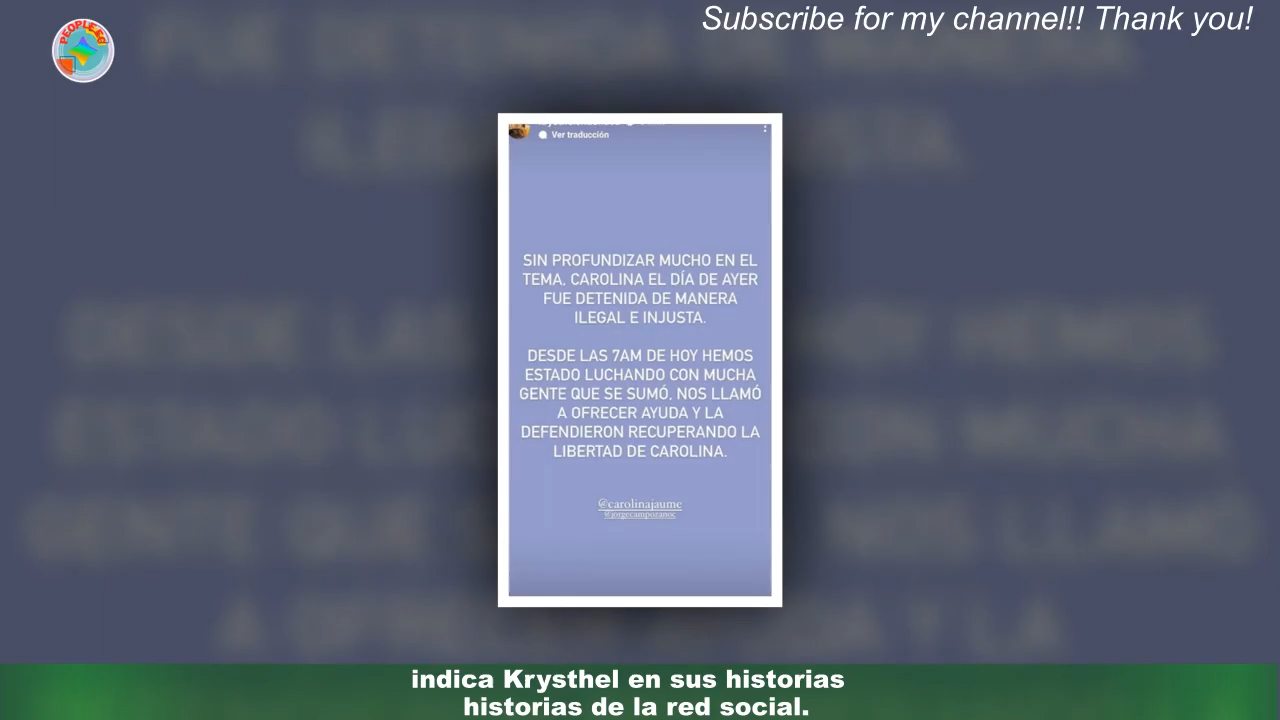 Subscribe for my channel!! Thank you!
PEOPLE EG
Ver traducción
SIN PROFUNDIZAR MUCHO EN EL
TEMA, CAROLINA EL DÍA DE AYER
FUE DETENIDA DE MANERA
ILEGAL E INJUSTA.
DESDE LAS 7AM DE HOY HEMOS
ESTADO LUCHANDO CON MUCHA
GENTE QUE SE SUMÓ, NOS LLAMÓ
A OFRECER AYUDA Y LA
DEFENDIERON RECUPERANDO LA
LIBERTAD DE CAROLINA.
@carolinajaume
@jorgecampozanoc
indica Krysthel en sus historias
historias de la red social.